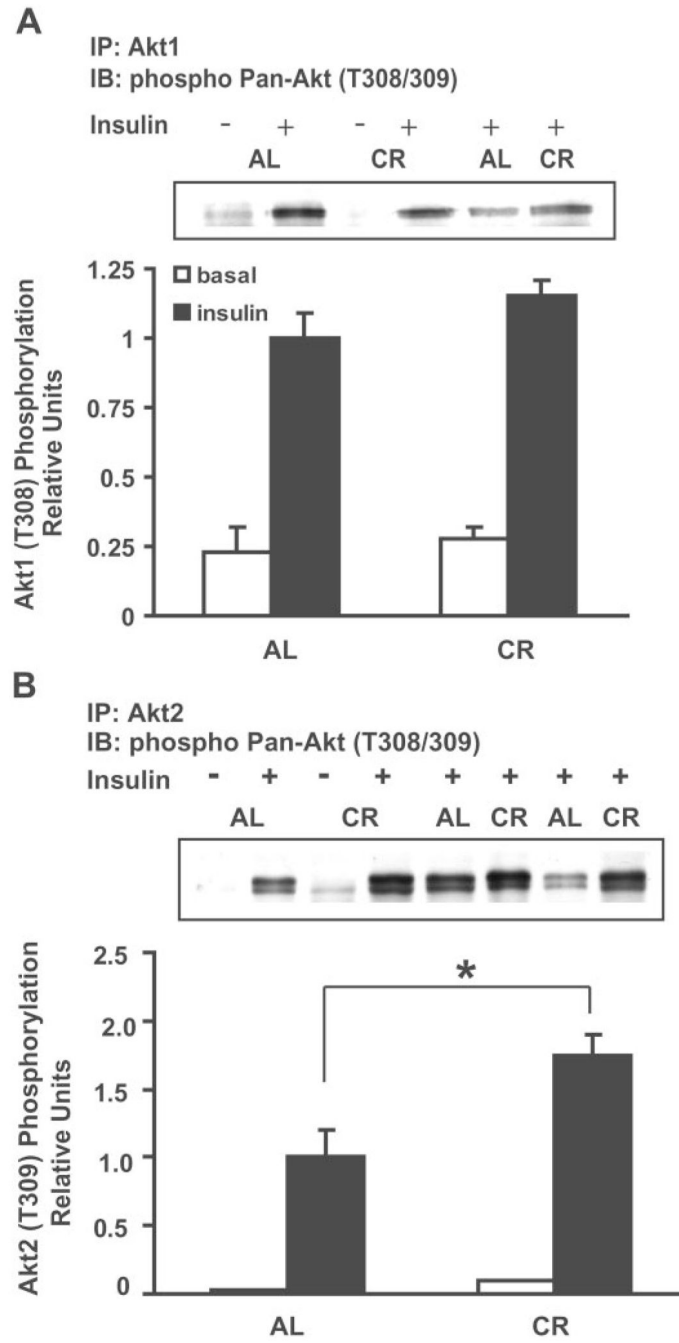 A
IP: Akt1
IB: phospho Pan-Akt (T308/309)
Insulin - + - + + +
AL CR AL CR
basal
insulin
Akt1 (T308) Phosphorylation
Relative Units
1.25
1
0.75
0.5
0.25
0
AL CR
B
IP: Akt2
IB: phospho Pan-Akt (T308/309)
Insulin - + - + + + + +
AL CR AL CR AL CR
Akt2 (T309) Phosphorylation
Relative Units
2.5
2.0
1.5
1.0
0.5
0
*
AL CR